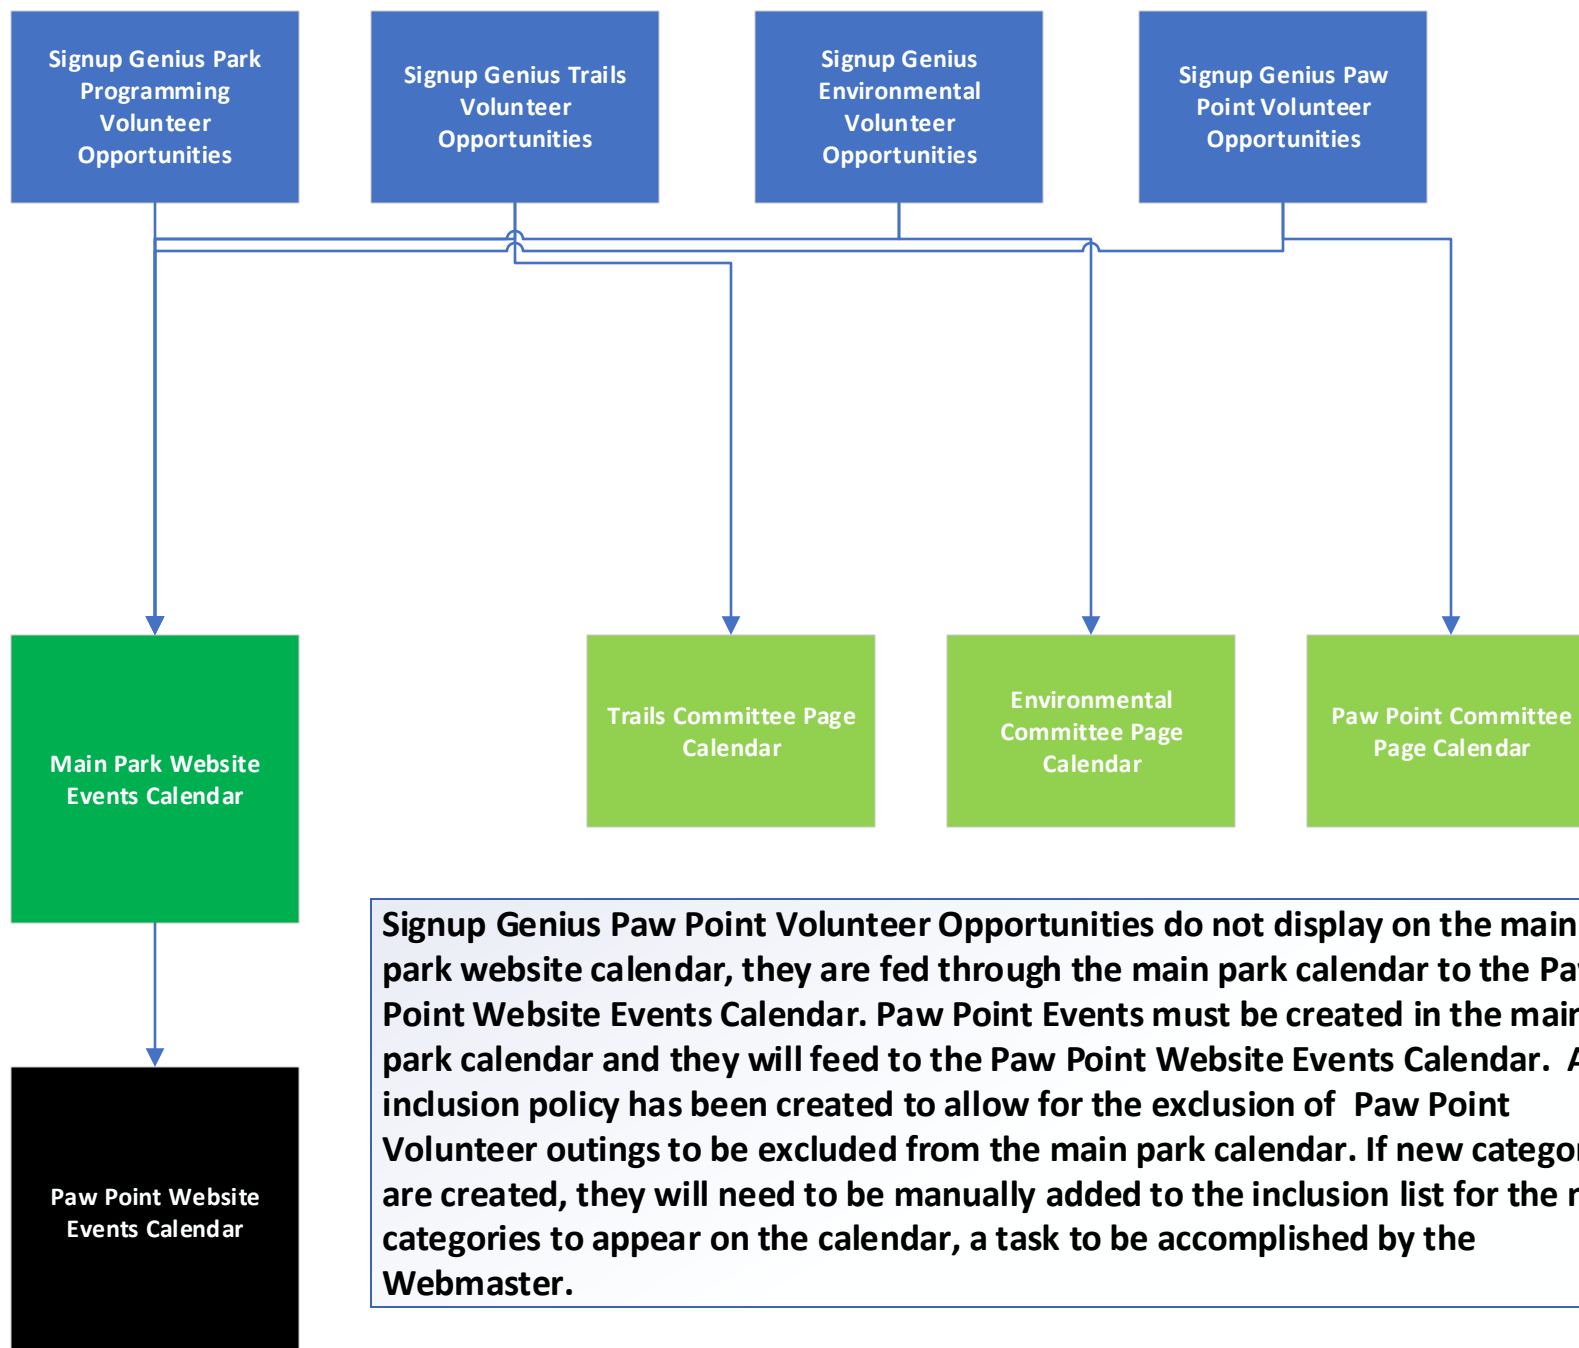 Signup Genius Park
Programming
Volunteer
Opportunities
Signup Genius Trails
Volunteer
Opportunities
Signup Genius
Environmental
Volunteer
Opportunities
Signup Genius Paw
Point Volunteer
Opportunities
Main Park Website
Events Calendar
Trails Committee Page
Calendar
Environmental
Committee Page
Calendar
Paw Point Committee
Page Calendar
Signup Genius Paw Point Volunteer Opportunities do not display on the main
park website calendar, they are fed through the main park calendar to the
Point Website Events Calendar. Paw Point Events must be created in the main
park calendar and they will feed to the Paw Point Website Events Calendar.
inclusion policy has been created to allow for the exclusion of Paw Point
Volunteer outings to be excluded from the main park calendar. If new
are created, they will need to be manually added to the inclusion list for the
categories to appear on the calendar, a task to be accomplished by the
Webmaster.
Paw Point Website
Events Calendar